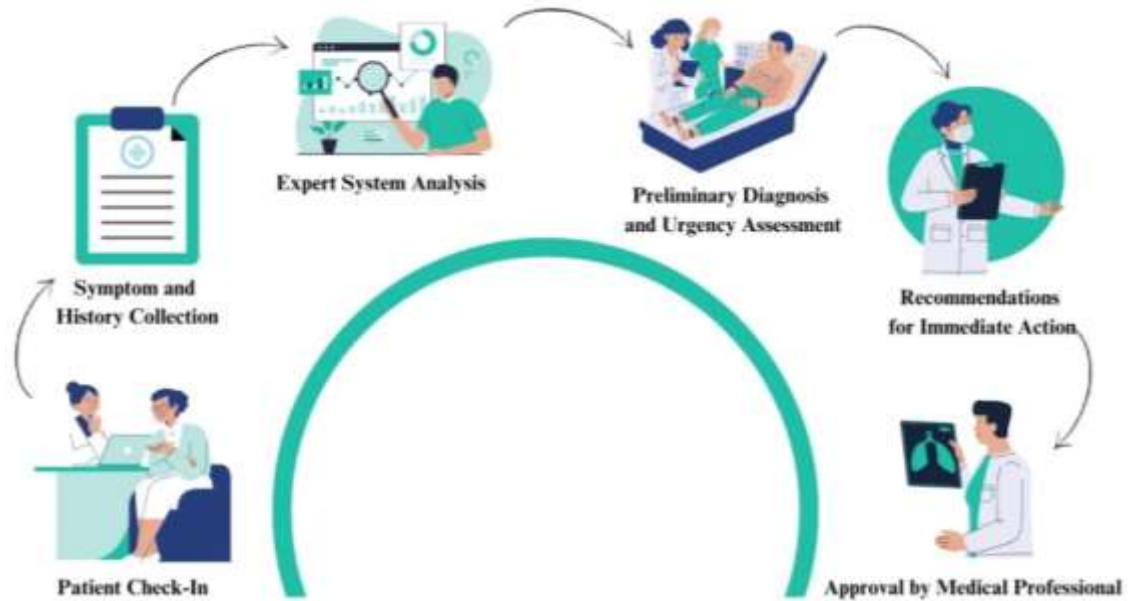 Patient Check-In
Symptom and
History Collection
Expert System Analysis
Preliminary Diagnosis
and Urgency Assessment
Recommendations
for Immediate Action
Approval by Medical Professional